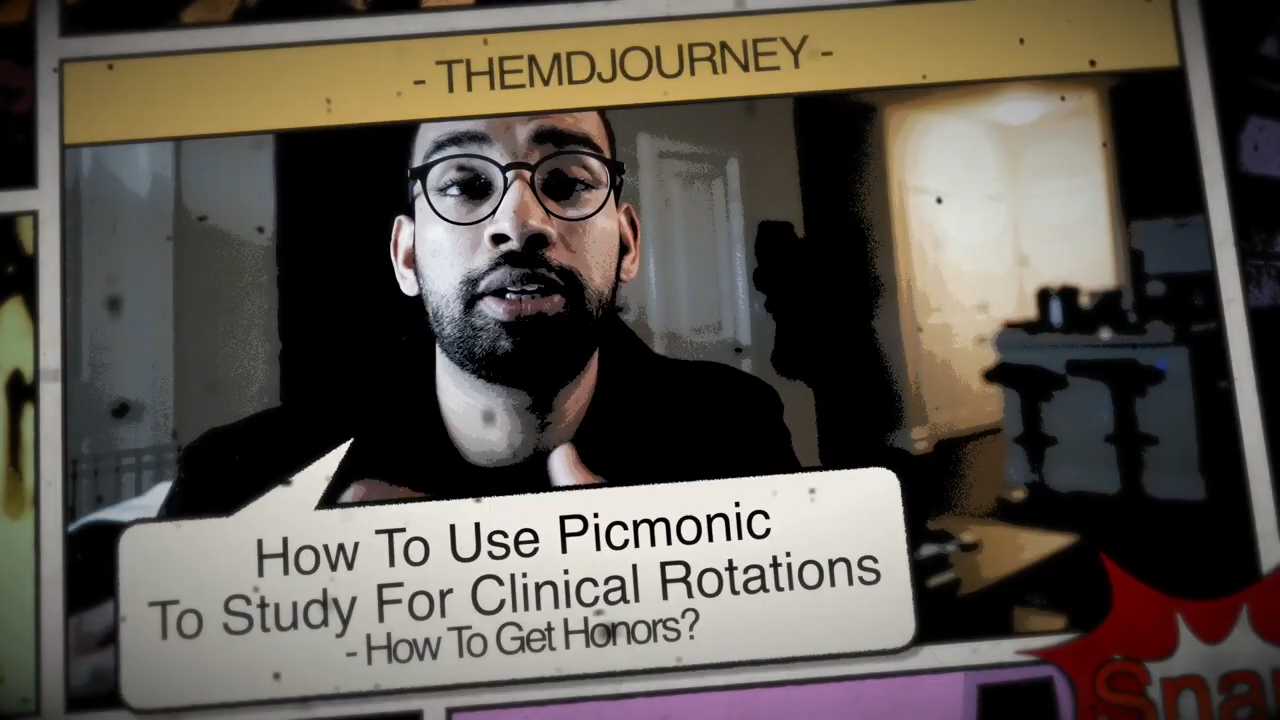 - THEMDJOURNEY -
How To Use Picmonic
To Study For Clinical Rotations
- How To Get Honors?